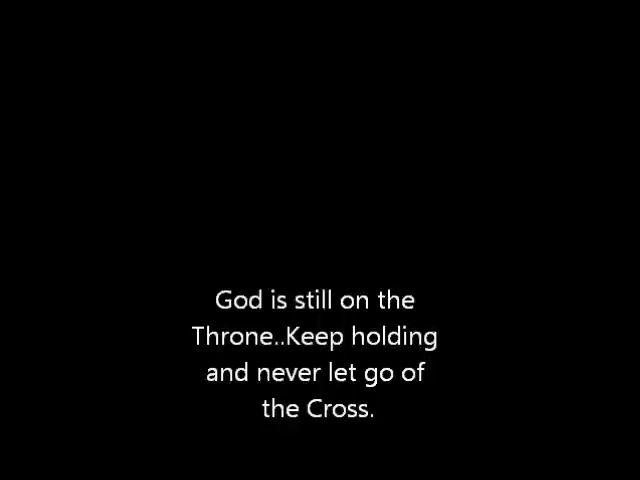 God is still on the
Throne..Keep holding
and never let go of
the Cross.